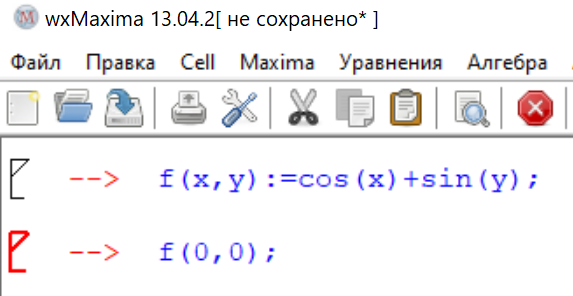 wxMaxima 13.04.2[ не сохранено* ]
Файл Правка Cell Maxima Уравнения Алгебра
--> f(x,y):=cos(x)+sin(y);
--> f(0,0);